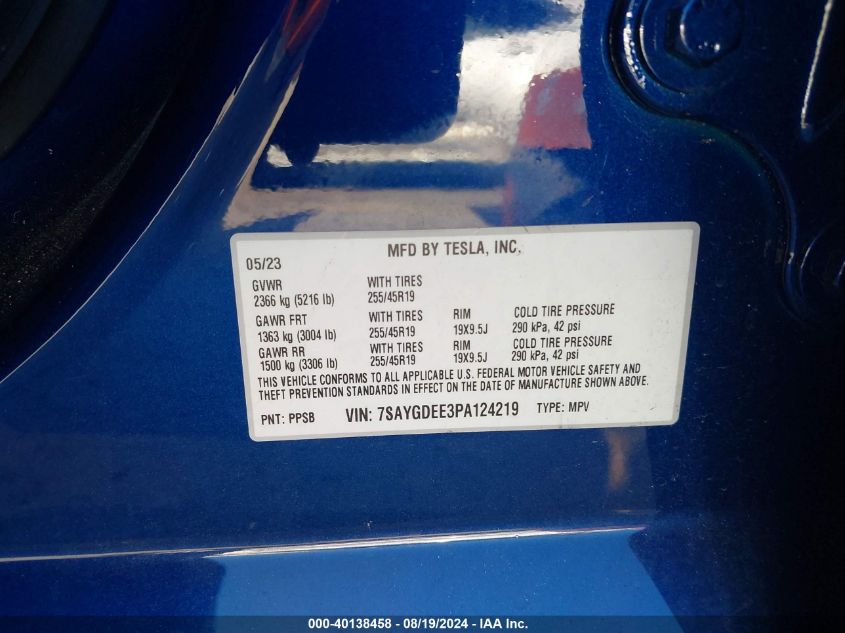 MFD BY TESLA, INC.
05/23
GVWR WITH TIRES
2366 kg (5216 lb) 255/45R19
GAWR FRT WITH TIRES RIM COLD TIRE PRESSURE
1363 kg (3004 lb) 255/45R19 19X9.5J 290 kPa, 42 psi
GAWR RR WITH TIRES RIM COLD TIRE PRESSURE
1500 kg (3306 lb) 255/45R19 19X9.5J 290 kPa, 42 psi
THIS VEHICLE CONFORMS TO ALL APPLICABLE U.S. FEDERAL MOTOR VEHICLE SAFETY AND
THEFT PREVENTION STANDARDS IN EFFECT ON THE DATE OF MANUFACTURE SHOWN ABOVE.
PNT: PPSB VIN: 7SAYGDEE3PA124219 TYPE: MPV
000-40138458 - 08/19/2024 - IAA Inc.